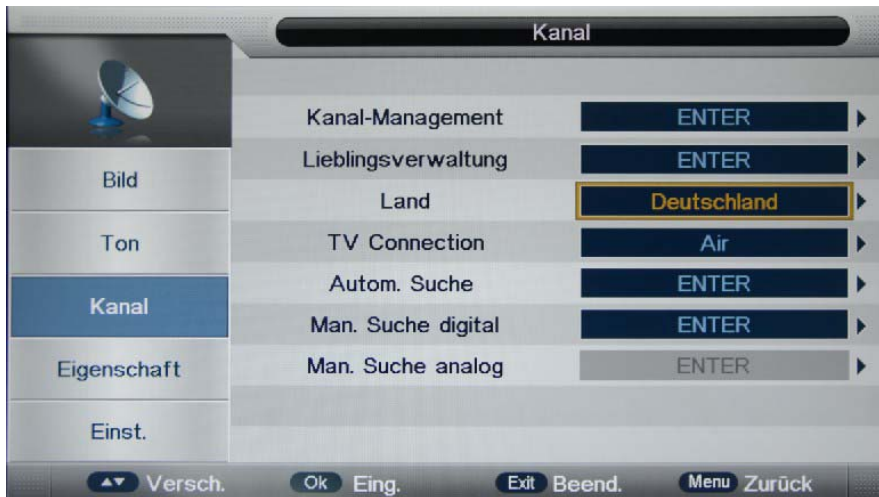 Kanal
Kanal-Management ENTER
Lieblingsverwaltung ENTER
Land Deutschland
TV Connection Air
Autom. Suche ENTER
Man. Suche digital ENTER
Man. Suche analog ENTER
Bild
Ton
Kanal
Eigenschaft
Einst.
Versch. Ok Eing. Exit Beend. Menu Zurück